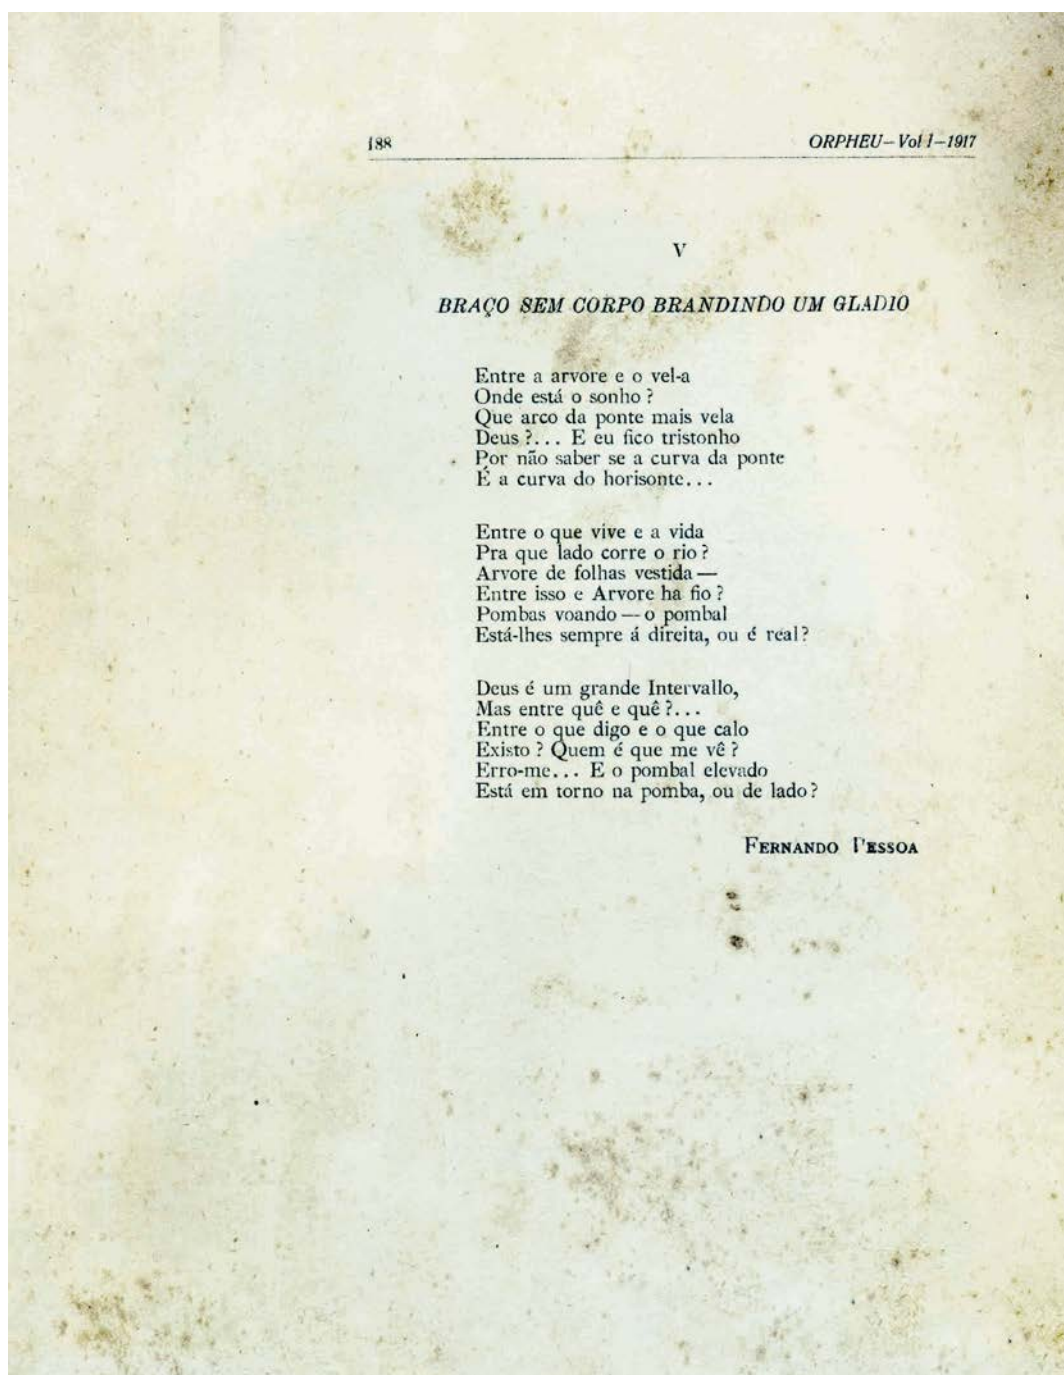 188
ORPHEU—Vol I—1917
V
BRAÇO SEM CORPO BRANDINDO UM GLADIO
Entre a arvore e o vel-a
Onde está o sonho?
Que arco da ponte mais vela
Deus?... E eu fico tristonho
Por não saber se a curva da ponte
É a curva do horisonte...
Entre o que vive e a vida
Pra que lado corre o rio?
Arvore de folhas vestida —
Entre isso e Arvore ha fio?
Pombas voando — o pombal
Está-lhes sempre á direita, ou é real?
Deus é um grande Intervallo,
Mas entre quê e quê?...
Entre o que digo e o que calo
Existo? Quem é que me vê?
Erro-me... E o pombal elevado
Está em torno na pomba, ou de lado?
FERNANDO PESSOA